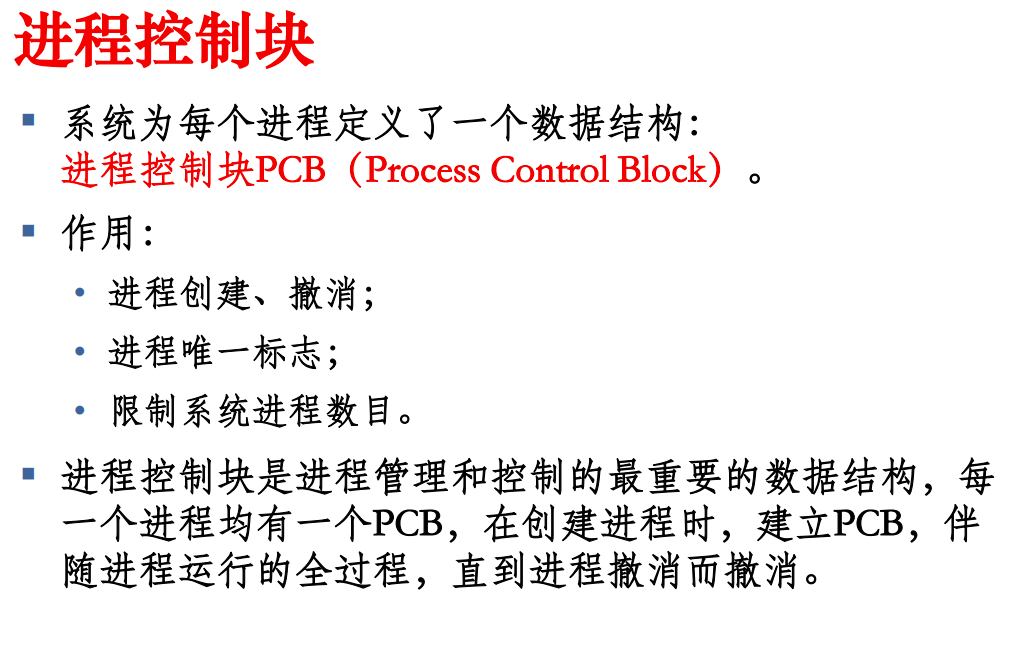 进程控制块
系统为每个进程定义了一个数据结构：
进程控制块PCB（Process Control Block）。
作用：
进程创建、撤消；
进程唯一标志；
限制系统进程数目。
进程控制块是进程管理和控制的最重要的数据结构，每
一个进程均有一个PCB，在创建进程时，建立PCB，伴
随进程运行的全过程，直到进程撤消而撤消。